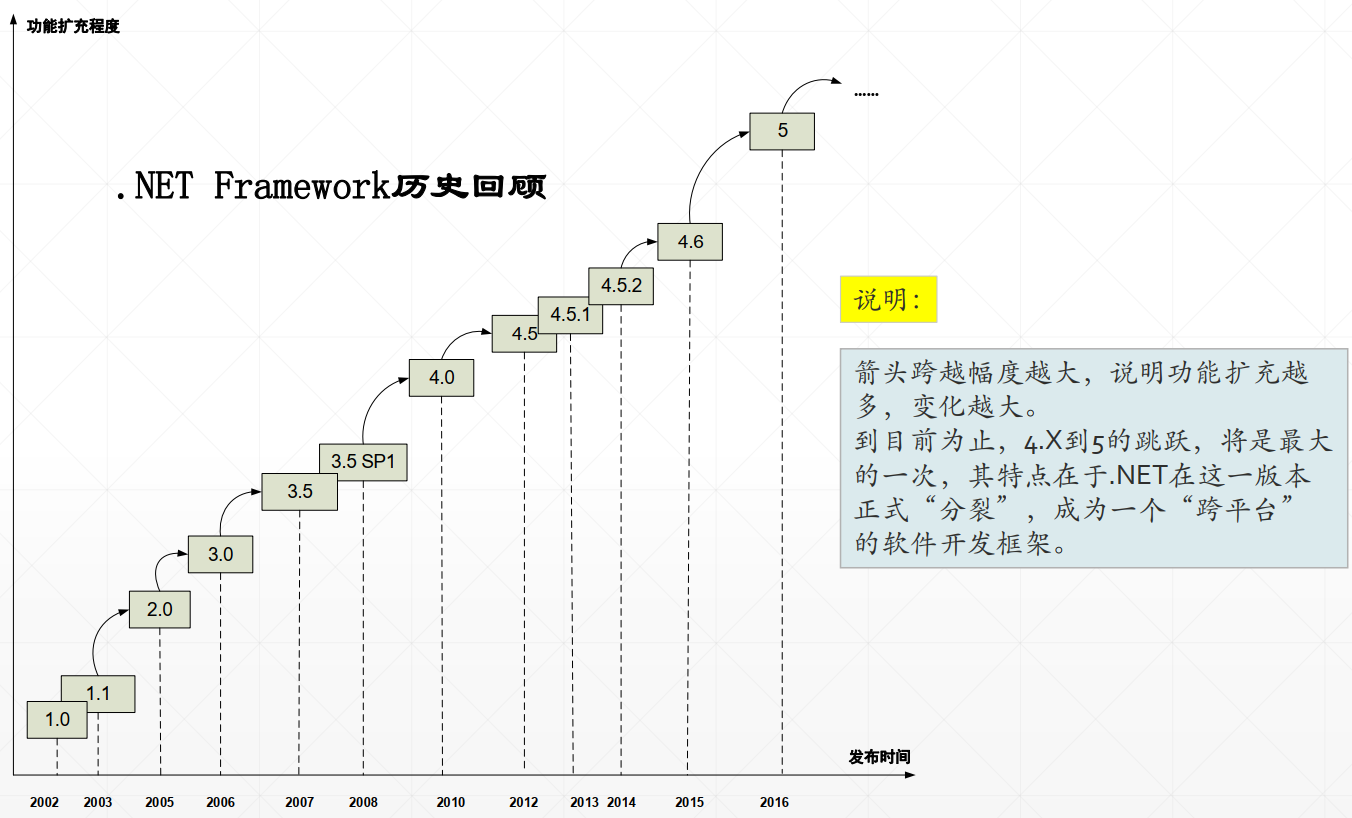 功能扩充程度
......
5
.NET Framework历史回顾
4.6
4.5.2
4.5.1
4.5
4.0
3.5 SP1
3.5
3.0
2.0
1.1
1.0
说明：
箭头跨越幅度越大，说明功能扩充越
多，变化越大。
到目前为止，4.X到5的跳跃，将是最大
的一次，其特点在于.NET在这一版本
正式“分裂”，成为一个“跨平台”
的软件开发框架。
发布时间
2002 2003 2005 2006 2007 2008 2010 2012 2013 2014 2015 2016